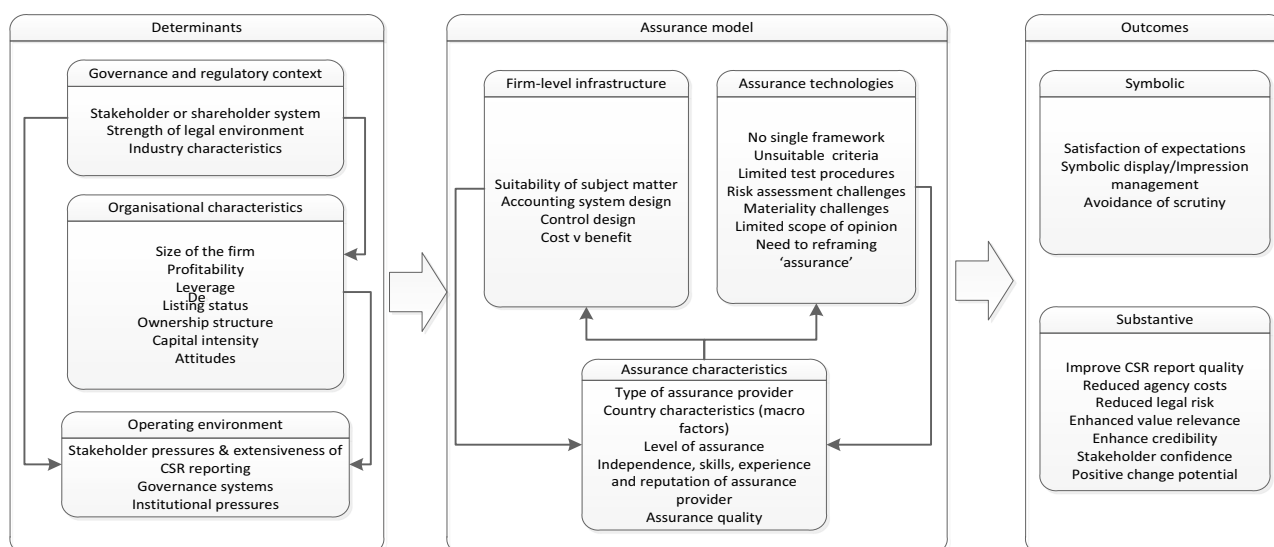 Determinants
Governance and regulatory context
Stakeholder or shareholder system
Strength of legal environment
Industry characteristics
Organisational characteristics
Size of the firm
Profitability
Leverage
De
Listing status
Ownership structure
Capital intensity
Attitudes
Operating environment
Stakeholder pressures & extensiveness of
CSR reporting
Governance systems
Institutional pressures
Assurance model
Firm-level infrastructure
Suitability of subject matter
Accounting system design
Control design
Cost v benefit
Assurance technologies
No single framework
Unsuitable criteria
Limited test procedures
Risk assessment challenges
Materiality challenges
Limited scope of opinion
Need to reframing
‘assurance’
Assurance characteristics
Type of assurance provider
Country characteristics (macro
factors)
Level of assurance
Independence, skills, experience
and reputation of assurance
provider
Assurance quality
Outcomes
Symbolic
Satisfaction of expectations
Symbolic display/Impression
management
Avoidance of scrutiny
Substantive
Improve CSR report quality
Reduced agency costs
Reduced legal risk
Enhanced value relevance
Enhance credibility
Stakeholder confidence
Positive change potential